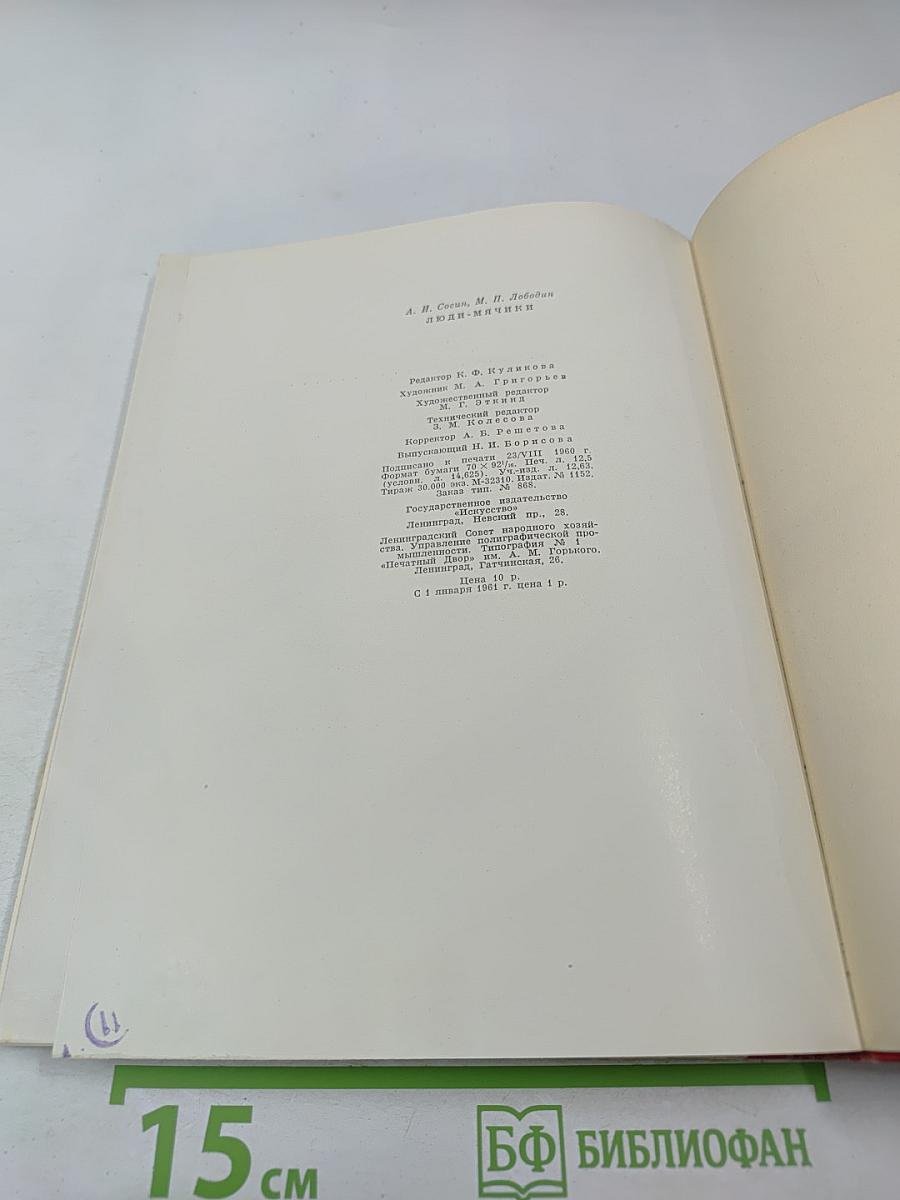 А. И. Сосин, М. П. Лободин
ЛЮДИ-МЯЧИКИ
Редактор К. Ф. Куликова
Художник М. А. Григорьев
Художественный редактор
М. Г. Эткинд
Технический редактор
З. М. Колесова
Корректор А. Б. Решетова
Выпускающий Н. И. Борисова
Подписано к печати 23/VIII 1960 г.
Формат бумаги 70 × 92¹/₁₆. Печ. л. 12,5
(условн. л. 14,625). Уч.-изд. л. 12,63.
Тираж 30.000 экз. М-32310. Издат. № 1152.
Заказ тип. № 868.
Государственное издательство
«Искусство»
Ленинград, Невский пр., 28.
Ленинградский Совет народного хозяй-
ства. Управление полиграфической про-
мышленности. Типография № 1
«Печатный Двор» им. А. М. Горького.
Ленинград, Гатчинская, 26.
Цена 10 р.
С 1 января 1961 г. цена 1 р.
15 см
БФ БИБЛИОФАН